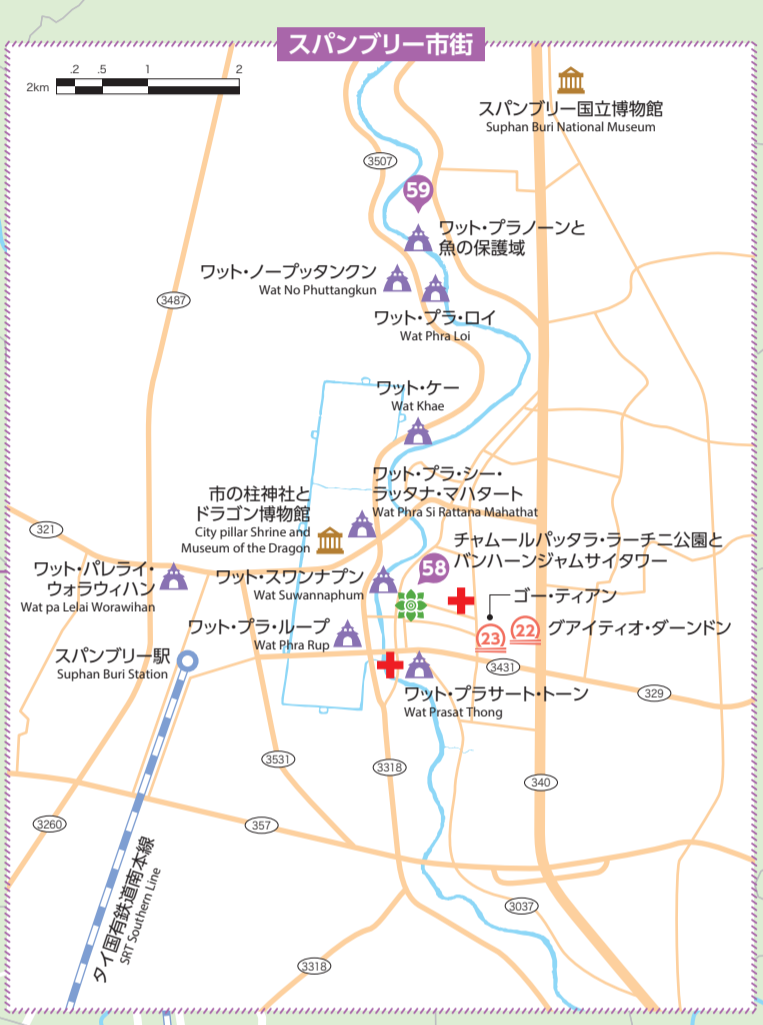 スパンブリー市街
.2 .5 1 2
2km
スパンブリー国立博物館
Suphan Buri National Museum
3507
59
ワット・プラノーンと
魚の保護域
ワット・ノープッタンクン
Wat No Phuttangkun
3487
ワット・プラ・ロイ
Wat Phra Loi
ワット・ケー
Wat Khae
ワット・プラ・シー・
ラッタナ・マハタート
Wat Phra Si Rattana Mahathat
市の柱神社と
ドラゴン博物館
City pillar Shrine and
Museum of the Dragon
321
チャムールパッタラ・ラーチニ公園と
バンハーンジャムサイタワー
58
ワット・パレライ・
ウォラウィハン
Wat pa Lelai Worawihan
ワット・スワンナプン
Wat Suwannaphum
ゴー・ティアン
23
22
グアイティオ・ダーンドン
ワット・プラ・ループ
Wat Phra Rup
スパンブリー駅
Suphan Buri Station
3431
329
ワット・プラサート・トーン
Wat Prasat Thong
3531
3318
340
3260
357
タイ国有鉄道南本線
SRT Southern Line
3037
3318